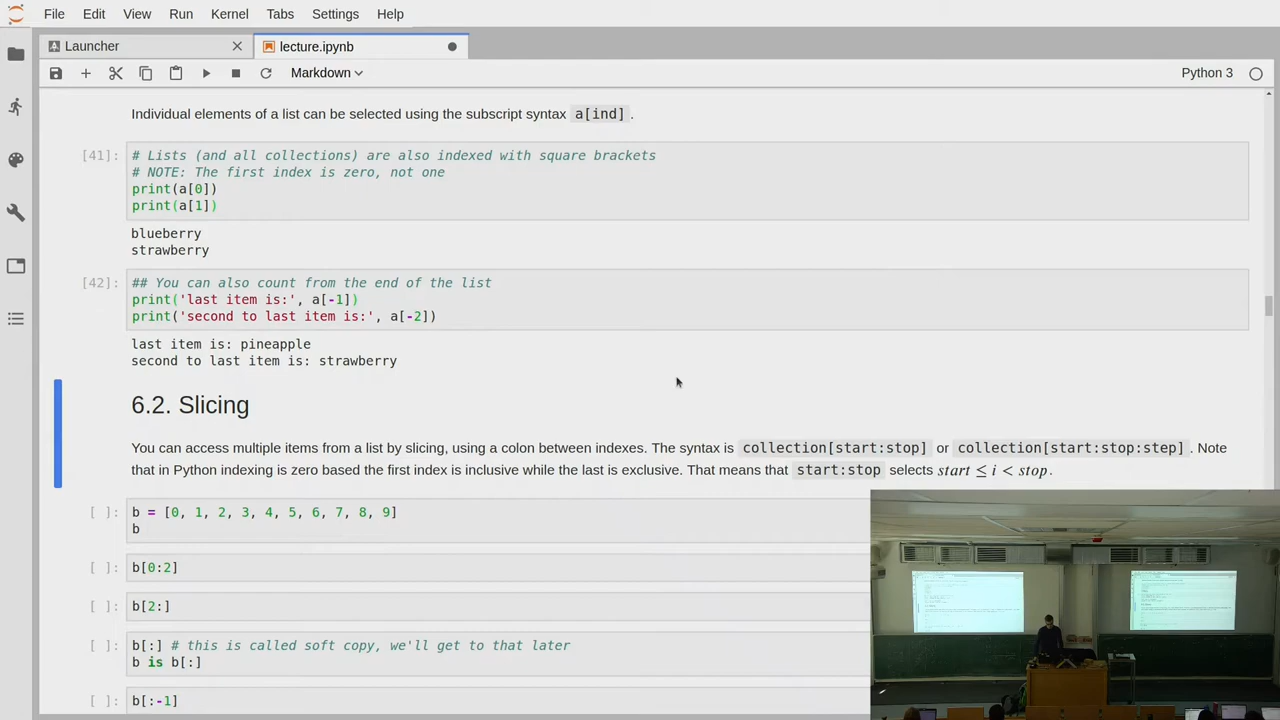 File Edit View Run Kernel Tabs Settings Help
Launcher lecture.ipynb
Markdown Python 3
Individual elements of a list can be selected using the subscript syntax a[ind] .
[41]: # Lists (and all collections) are also indexed with square brackets
# NOTE: The first index is zero, not one
print(a[0])
print(a[1])
blueberry
strawberry
[42]: ## You can also count from the end of the list
print('last item is:', a[-1])
print('second to last item is:', a[-2])
last item is: pineapple
second to last item is: strawberry
6.2. Slicing
You can access multiple items from a list by slicing, using a colon between indexes. The syntax is collection[start:stop] or collection[start:stop:step] . Note
that in Python indexing is zero based the first index is inclusive while the last is exclusive. That means that start:stop selects start ≤ i < stop.
[ ]: b = [0, 1, 2, 3, 4, 5, 6, 7, 8, 9]
b
[ ]: b[0:2]
[ ]: b[2:]
[ ]: b[:] # this is called soft copy, we'll get to that later
b is b[:]
[ ]: b[:-1]